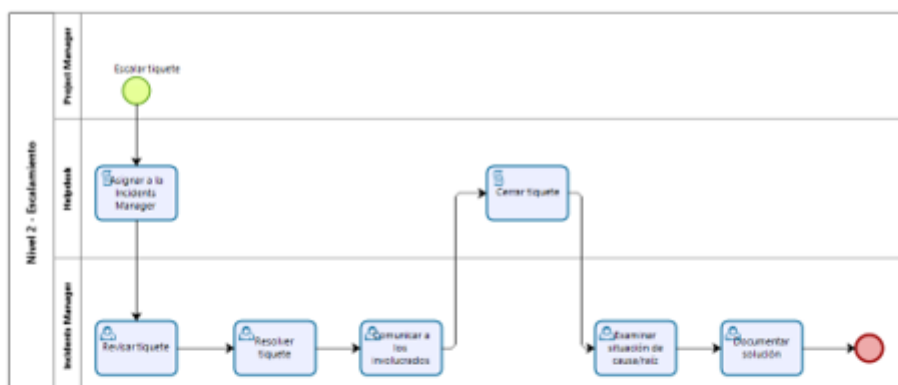 Nivel 2 - Escalamiento
Project Manager
Escalar tiquete
Helpdesk
Asignar a la
Incidents
Manager
Cerrar tiquete
Incidents Manager
Revisar tiquete
Resolver
tiquete
Comunicar a
los
involucrados
Examinar
situación de
causa/raíz
Documentar
solución